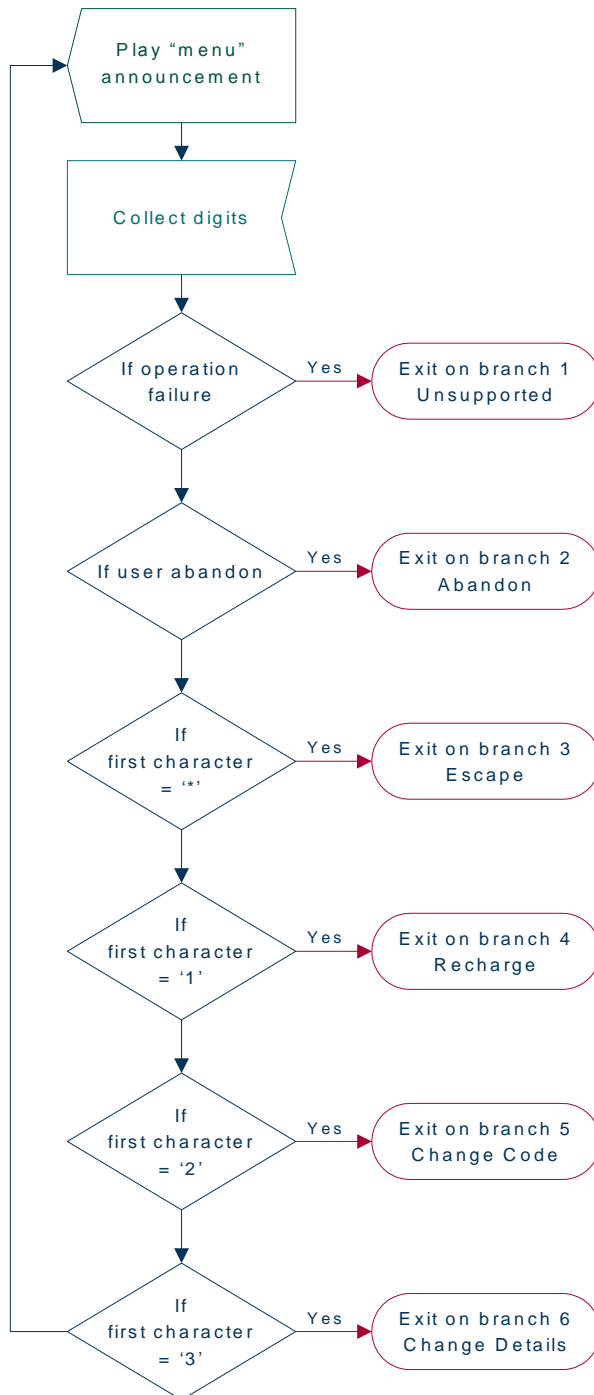 Play “menu”
announcement
Collect digits
If operation
failure
Yes
Exit on branch 1
Unsupported
If user abandon
Yes
Exit on branch 2
Abandon
If
first character
= ‘*’
Yes
Exit on branch 3
Escape
If
first character
= ‘1’
Yes
Exit on branch 4
Recharge
If
first character
= ‘2’
Yes
Exit on branch 5
Change Code
If
first character
= ‘3’
Yes
Exit on branch 6
Change Details